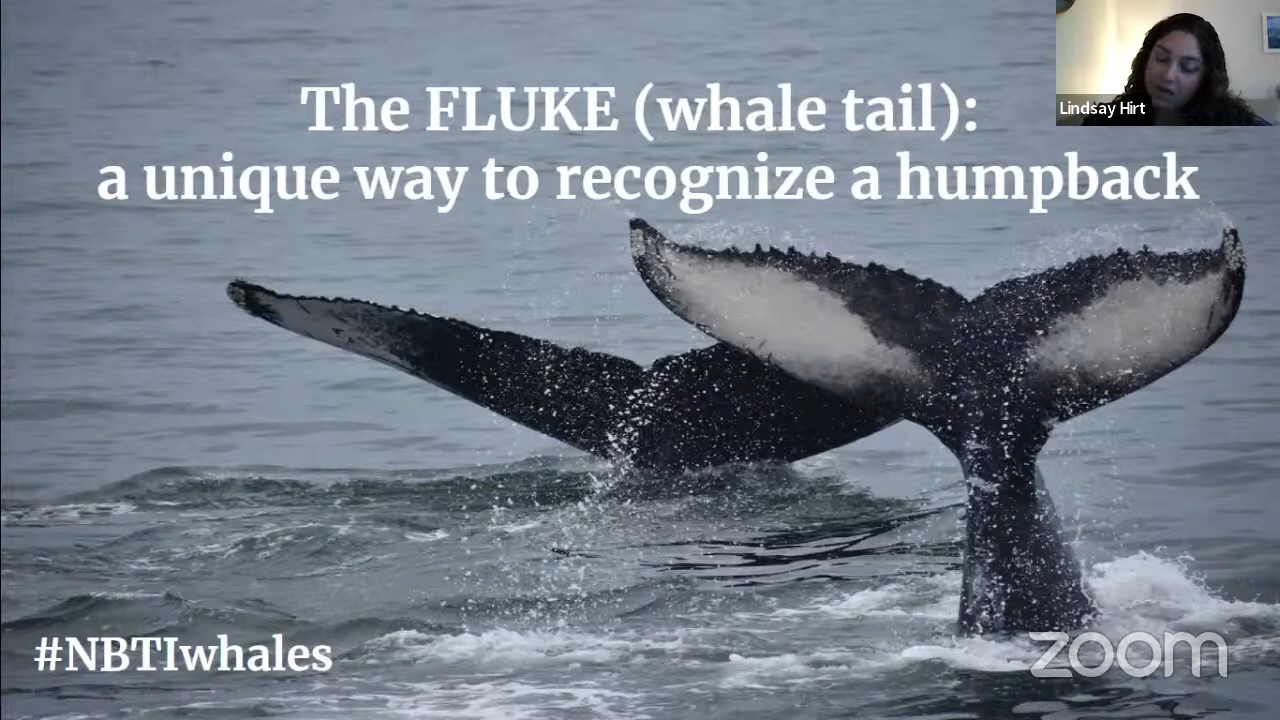 The FLUKE (whale tail):
a unique way to recognize a humpback
Lindsay Hirt
#NBTIwhales
zoom